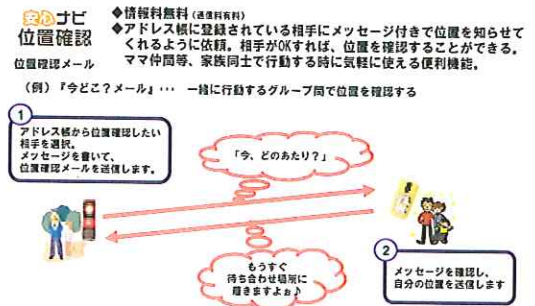 安心ナビ
位置確認
位置確認メール
◆情報料無料(通信料有料)
◆アドレス帳に登録されている相手にメッセージ付きで位置を知らせて
くれるように依頼。相手がOKすれば、位置を確認することができる。
ママ仲間等、家族同士で行動する時に気軽に使える便利機能。
(例)『今どこ?メール』… 一緒に行動するグループ間で位置を確認する
1
アドレス帳から位置確認したい
相手を選択。
メッセージを書いて、
位置確認メールを送信します。
「今、どのあたり?」
もうすぐ
待ち合わせ場所に
着きますよぉ♪
2
メッセージを確認し、
自分の位置を送信します